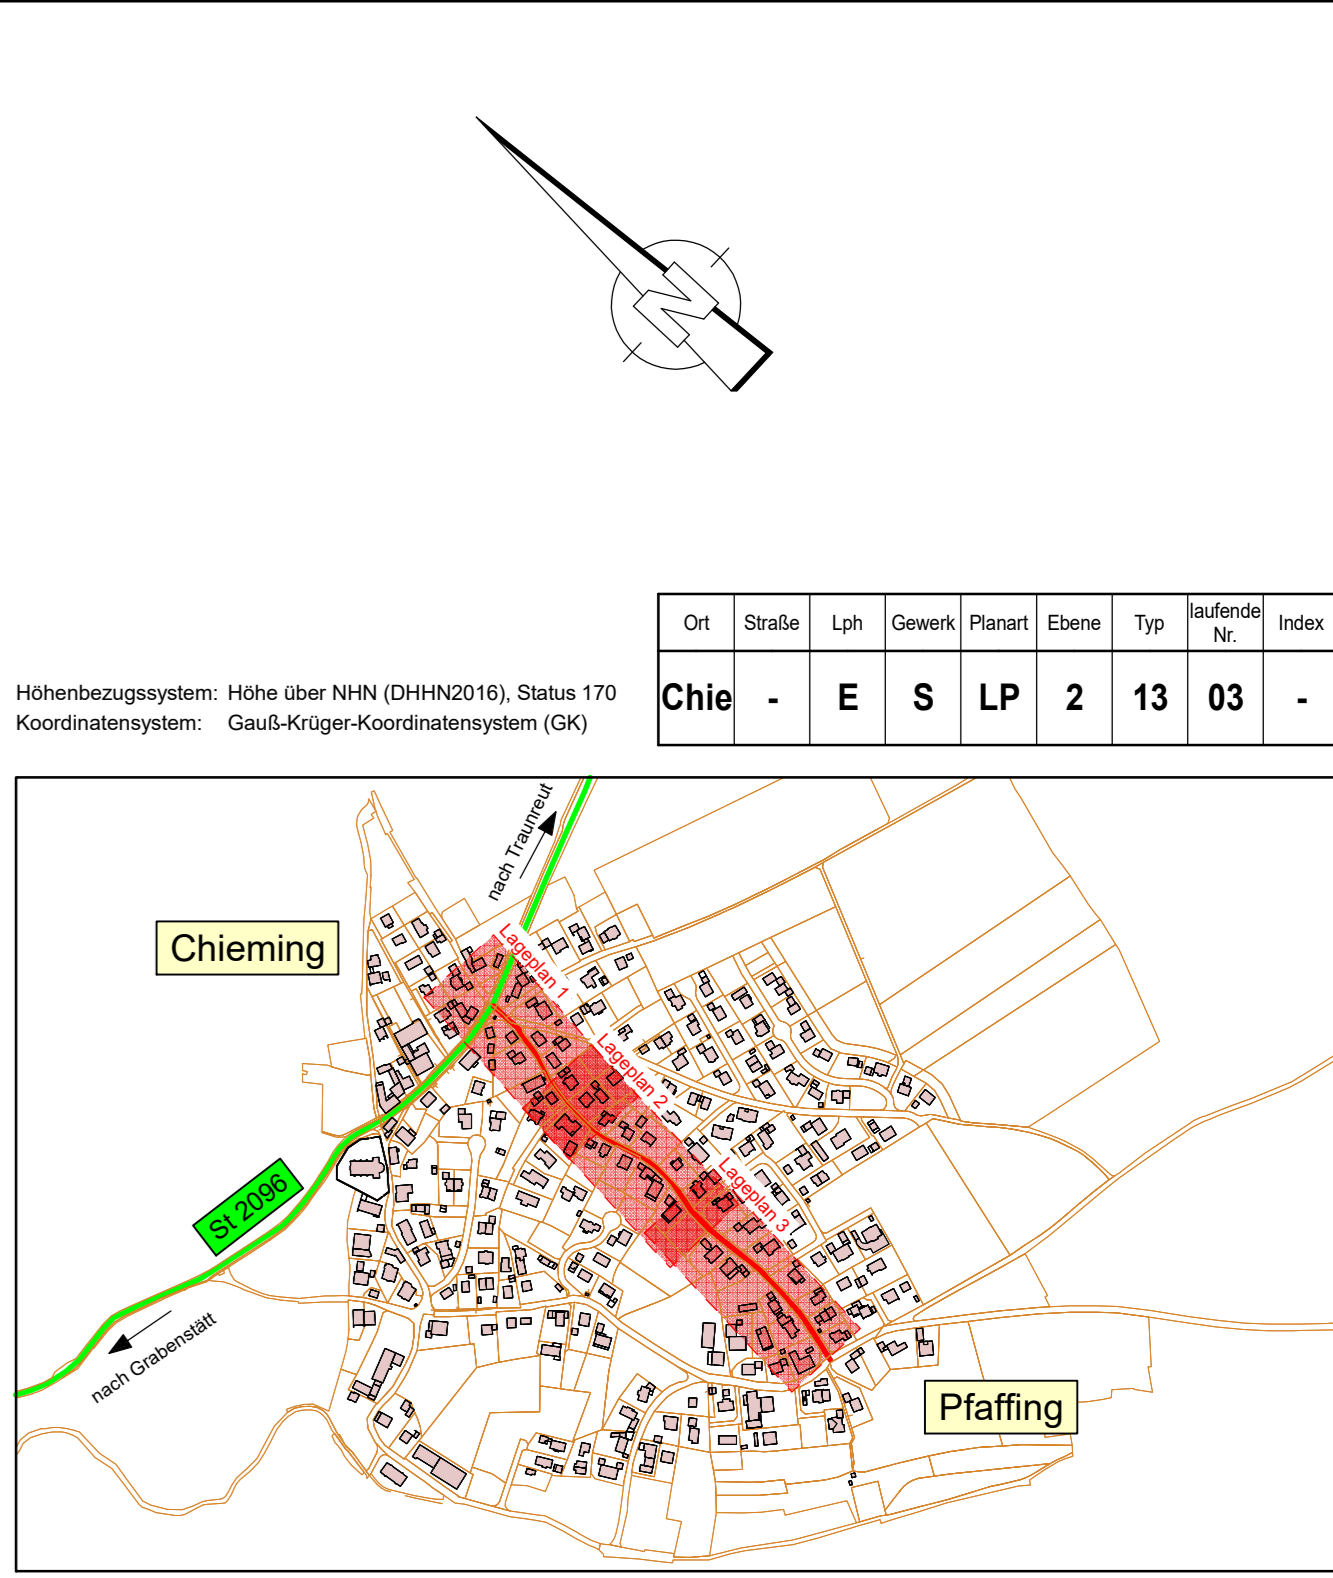 N
Ort Straße Lph Gewerk Planart Ebene Typ laufende Nr. Index
Chie - E S LP 2 13 03 -
Höhenbezugssystem: Höhe über NHN (DHHN2016), Status 170
Koordinatensystem: Gauß-Krüger-Koordinatensystem (GK)
nach Traunreut
Chieming
Lageplan 1
Lageplan 2
Lageplan 3
St 2096
nach Grabenstätt
Pfaffing